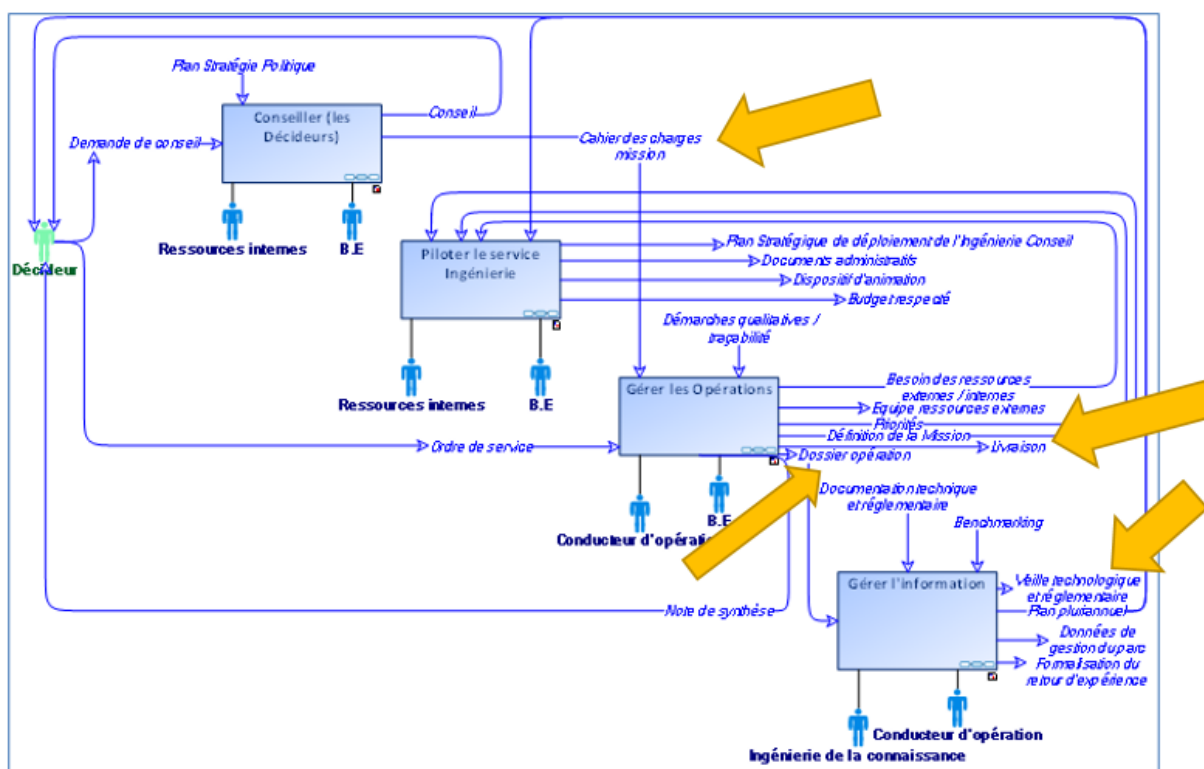 Plan Stratégie Politique
Conseiller (les
Décideurs)
Conseil
Demande de conseil
Cahier des charges
mission
Ressources internes
B.E
Décideur
Piloter le service
Ingénierie
Plan Stratégique de déploiement de l'Ingénierie Conseil
Documents administratifs
Dispositif d'animation
Budget respecté
Démarches qualitatives /
traçabilité
Ressources internes
B.E
Gérer les Opérations
Besoin des ressources
externes / internes
Equipe ressources externes
Priorités
Définition de la Mission
Livraison
Ordre de service
Dossier opération
Documentation technique
et réglementaire
B.E
Conducteur d'opératio
Benchmarking
Gérer l'information
Veille technologique
et réglementaire
Plan pluriannuel
Note de synthèse
Données de
gestion du parc
Formalisation du
retour d'expérience
Conducteur d'opération
Ingénierie de la connaissance